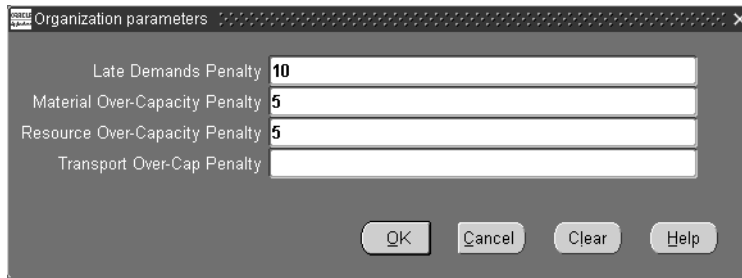 ORACLE
Organization parameters
Late Demands Penalty 10
Material Over-Capacity Penalty 5
Resource Over-Capacity Penalty 5
Transport Over-Cap Penalty
OK Cancel Clear Help